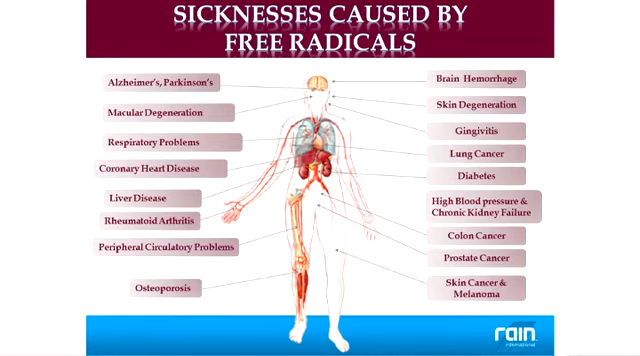 SICKNESSES CAUSED BY
FREE RADICALS
Alzheimer's, Parkinson's
Macular Degeneration
Respiratory Problems
Coronary Heart Disease
Liver Disease
Rheumatoid Arthritis
Peripheral Circulatory Problems
Osteoporosis
Brain Hemorrhage
Skin Degeneration
Gingivitis
Lung Cancer
Diabetes
High Blood pressure &
Chronic Kidney Failure
Colon Cancer
Prostate Cancer
Skin Cancer &
Melanoma
rain
international